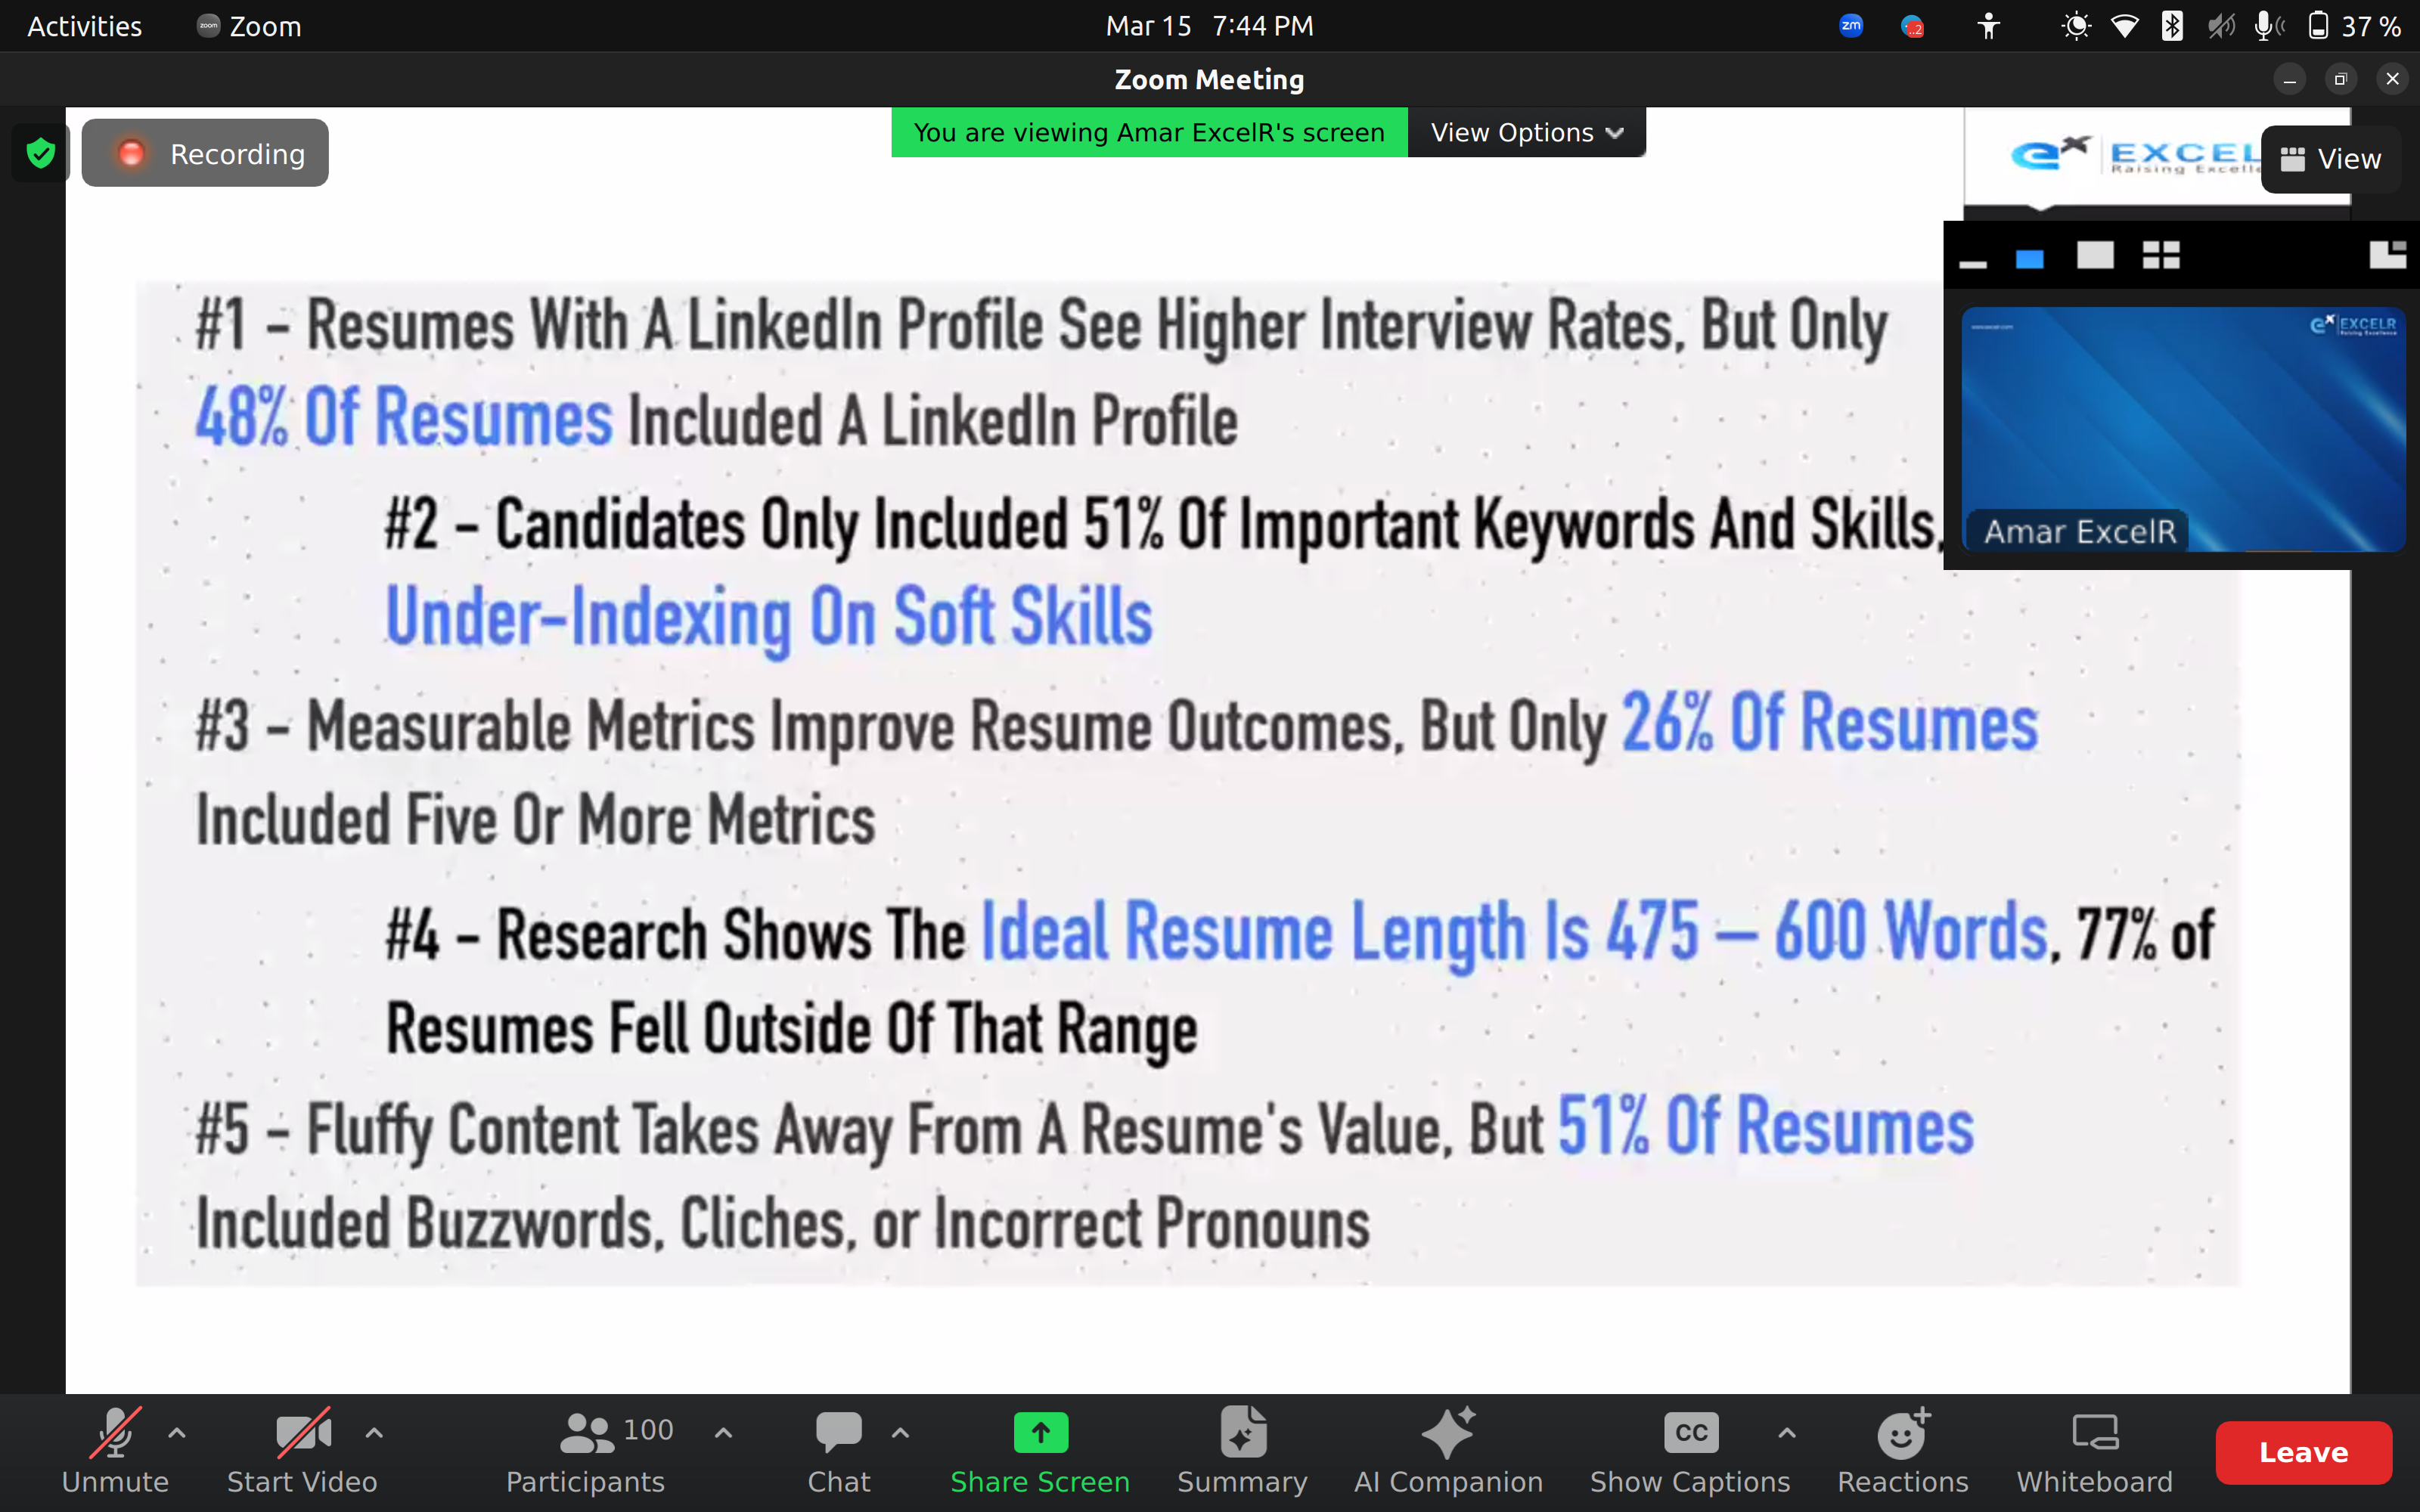 Activities zoom Zoom Mar 15 7:44 PM zm 37 %
Zoom Meeting
Recording
You are viewing Amar ExcelR's screen View Options
EXCEL
View
#1 – Resumes With A LinkedIn Profile See Higher Interview Rates, But Only
48% Of Resumes Included A LinkedIn Profile
#2 – Candidates Only Included 51% Of Important Keywords And Skills,
Under-Indexing On Soft Skills
#3 – Measurable Metrics Improve Resume Outcomes, But Only 26% Of Resumes
Included Five Or More Metrics
#4 – Research Shows The Ideal Resume Length Is 475 – 600 Words, 77% of
Resumes Fell Outside Of That Range
#5 – Fluffy Content Takes Away From A Resume's Value, But 51% Of Resumes
Included Buzzwords, Cliches, or Incorrect Pronouns
EXCELR
Raising Excellence
Amar ExcelR
100
CC
Unmute Start Video Participants Chat Share Screen Summary AI Companion Show Captions Reactions Whiteboard Leave